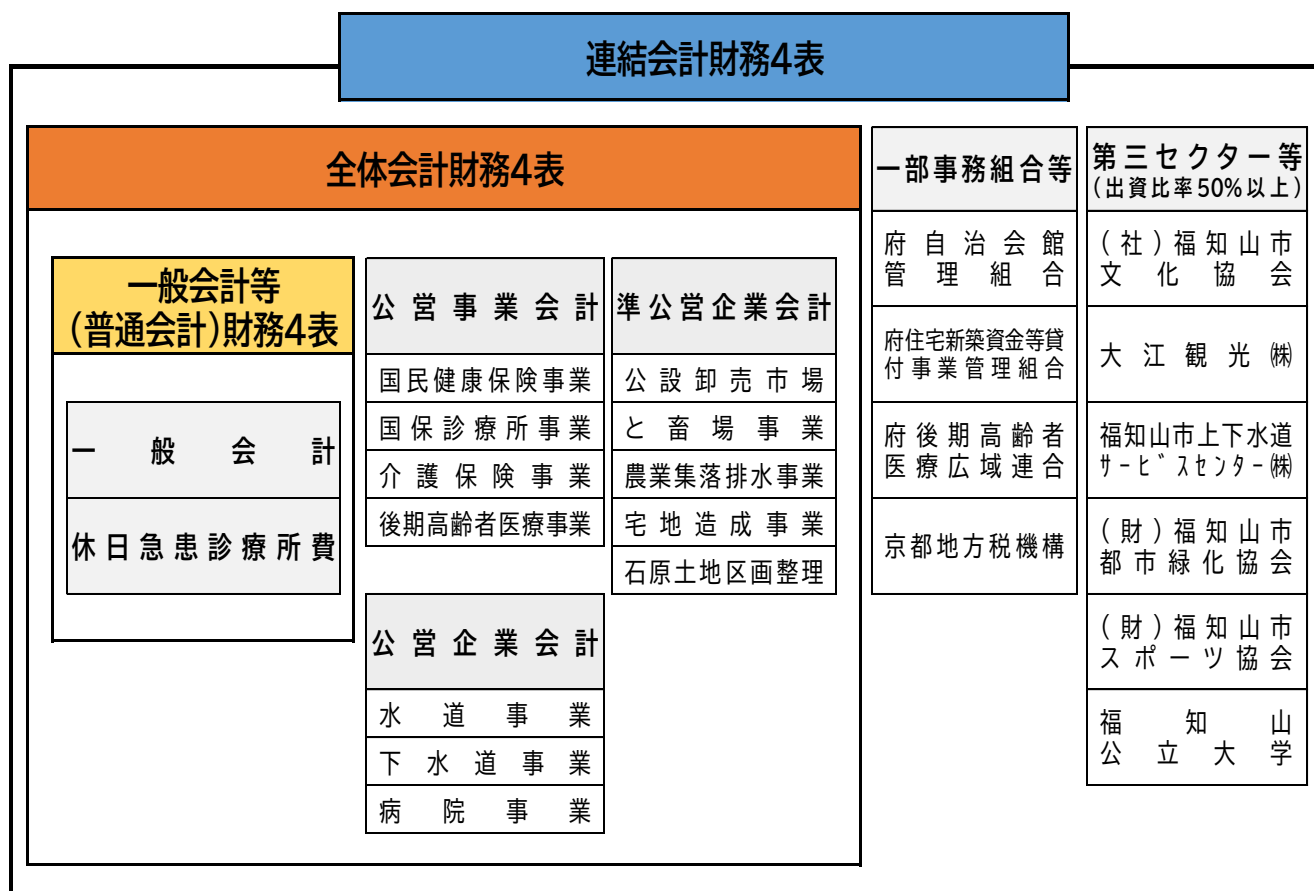 連結会計財務4表
全体会計財務4表
一般会計等
(普通会計)財務4表
一般会計
休日急患診療所費
公営事業会計
国民健康保険事業
国保診療所事業
介護保険事業
後期高齢者医療事業
公営企業会計
水道事業
下水道事業
病院事業
準公営企業会計
公設卸売市場
と畜場事業
農業集落排水事業
宅地造成事業
石原土地区画整理
一部事務組合等
府自治会館
管理組合
府住宅新築資金等貸
付事業管理組合
府後期高齢者
医療広域連合
京都地方税機構
第三セクター等
(出資比率50%以上)
(社)福知山市
文化協会
大江観光㈱
福知山市上下水道
ｻｰﾋﾞｽセンター㈱
(財)福知山市
都市緑化協会
(財)福知山市
スポーツ協会
福知山
公立大学